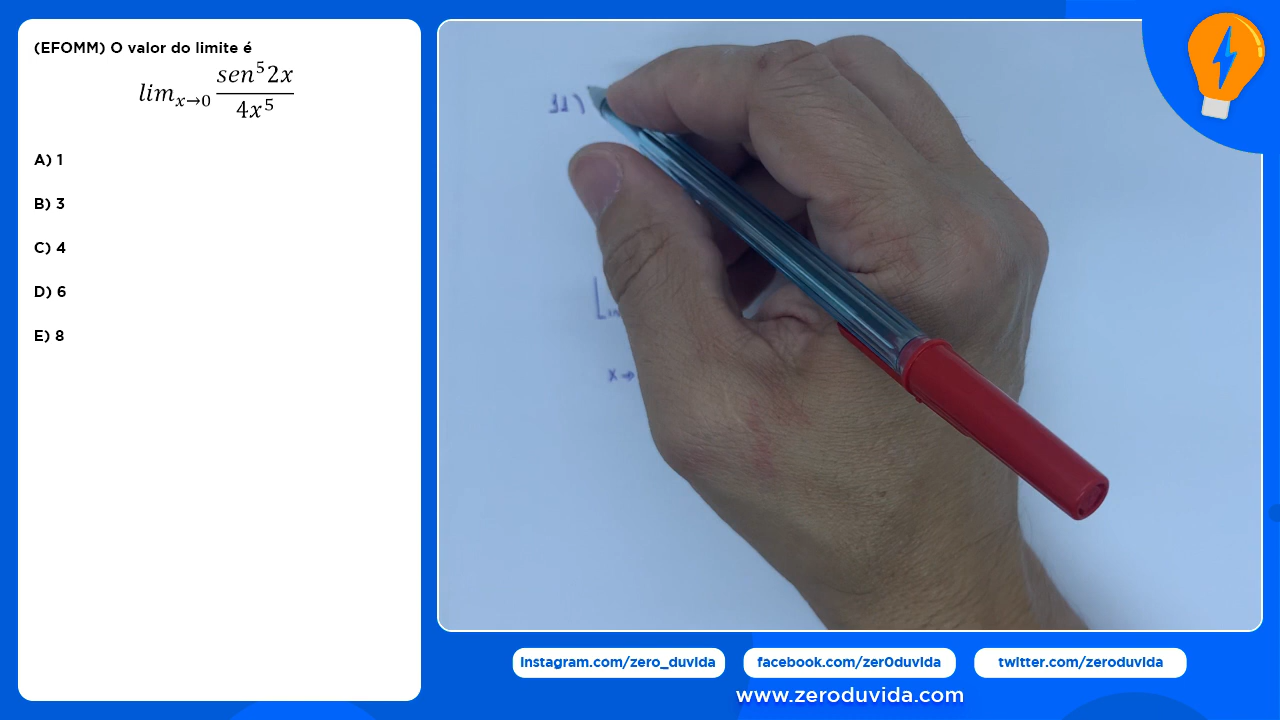 (EFOMM) O valor do limite é
lim x→0 sen⁵2x / 4x⁵
A) 1
B) 3
C) 4
D) 6
E) 8
x →
instagram.com/zero_duvida
facebook.com/zer0duvida
twitter.com/zeroduvida
www.zeroduvida.com